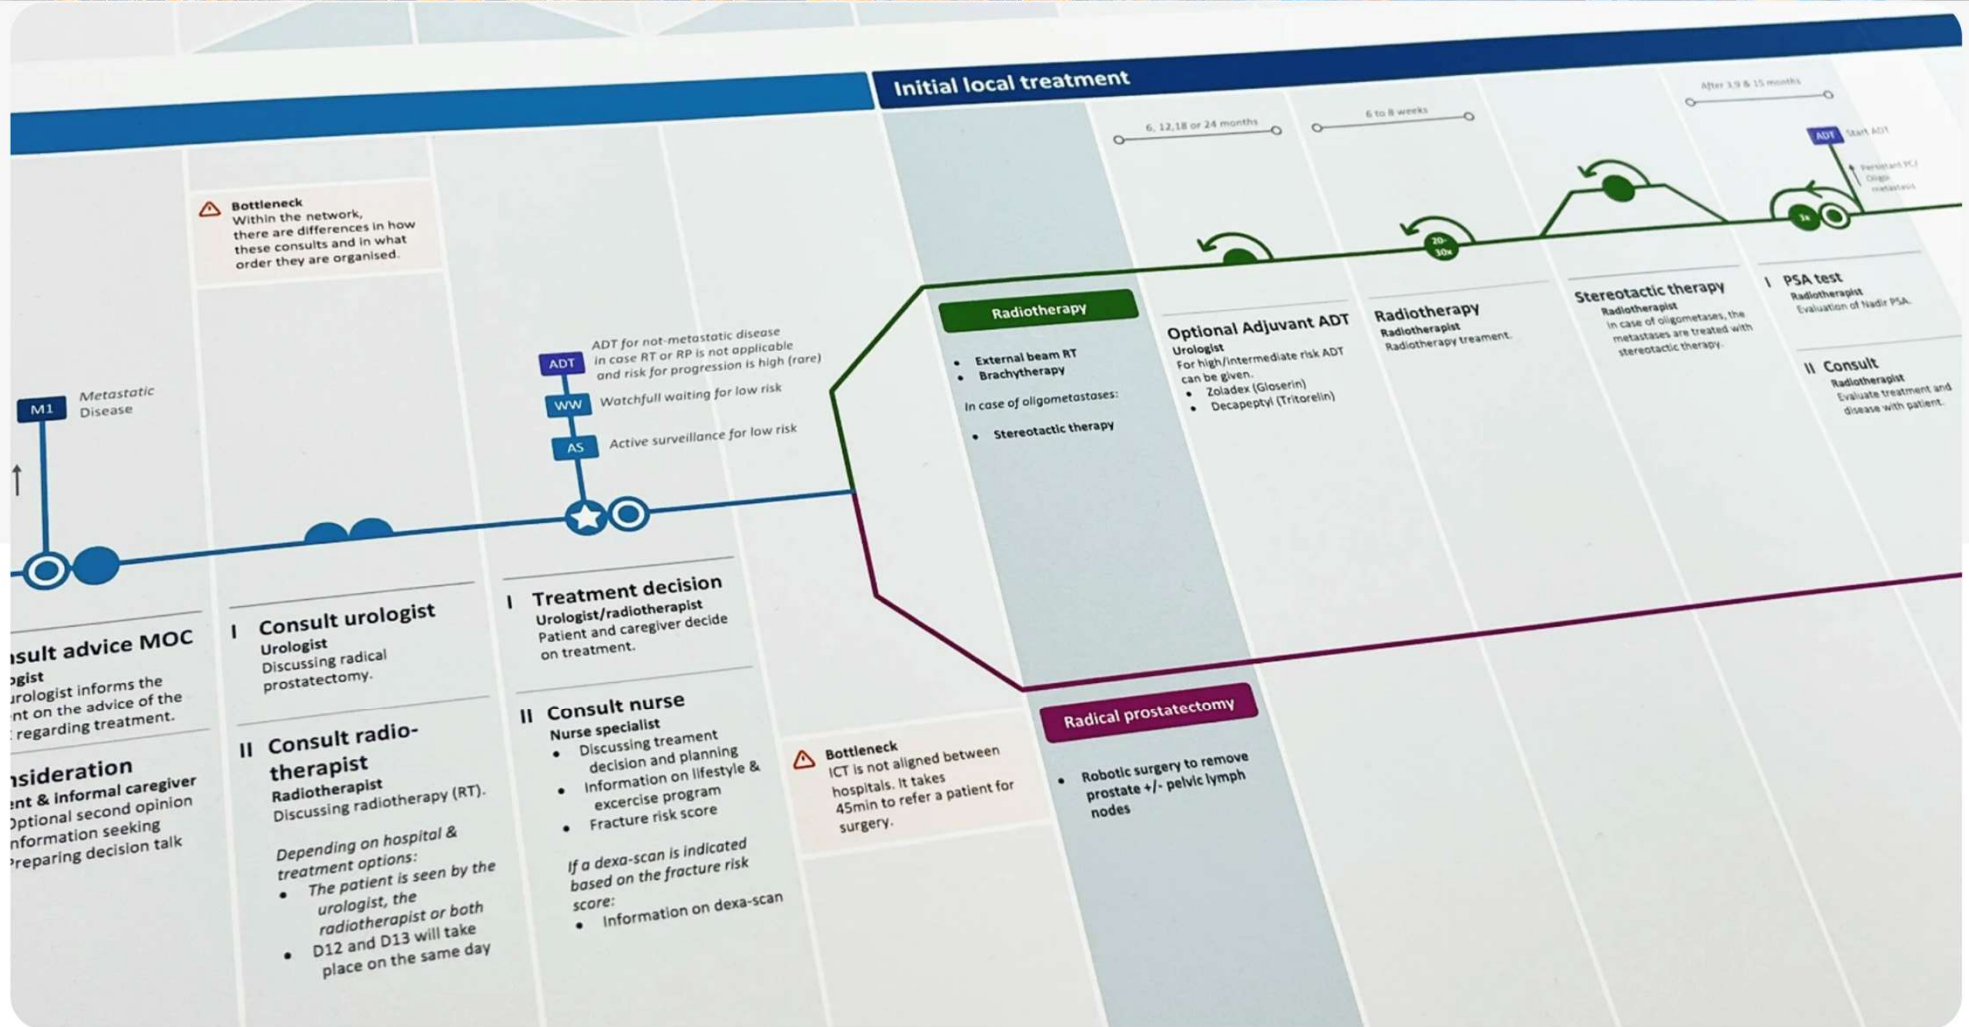 Initial local treatment
After 3,9 & 15 months
6 to 8 weeks
6, 12,18 or 24 months
ADT
Start ADT
Bottleneck
Within the network,
there are differences in how
these consults and in what
order they are organised.
20-
30x
3x
ADT
ADT for not-metastatic disease
in case RT or RP is not applicable
and risk for progression is high (rare)
WW
Watchfull waiting for low risk
AS
Active surveillance for low risk
M1
Metastatic
Disease
Radiotherapy
• External beam RT
• Brachytherapy
In case of oligometastases:
• Stereotactic therapy
Optional Adjuvant ADT
Urologist
For high/intermediate risk ADT
can be given.
• Zoladex (Gloserin)
• Decapeptyl (Tritorelin)
Radiotherapy
Radiotherapist
Radiotherapy treament.
Stereotactic therapy
Radiotherapist
In case of oligometases, the
metastases are treated with
stereotactic therapy.
I PSA test
Radiotherapist
Evaluation of Nadir PSA.
II Consult
Radiotherapist
Evaluate treatment and
disease with patient.
sult advice MOC
gist
urologist informs the
nt on the advice of the
regarding treatment.
nsideration
ent & informal caregiver
Optional second opinion
nformation seeking
Preparing decision talk
I Consult urologist
Urologist
Discussing radical
prostatectomy.
II Consult radio-
therapist
Radiotherapist
Discussing radiotherapy (RT).
Depending on hospital &
treatment options:
• The patient is seen by the
urologist, the
radiotherapist or both
• D12 and D13 will take
place on the same day
I Treatment decision
Urologist/radiotherapist
Patient and caregiver decide
on treatment.
II Consult nurse
Nurse specialist
• Discussing treament
decision and planning
• Information on lifestyle &
excercise program
• Fracture risk score
If a dexa-scan is indicated
based on the fracture risk
score:
• Information on dexa-scan
Bottleneck
ICT is not aligned between
hospitals. It takes
45min to refer a patient for
surgery.
Radical prostatectomy
• Robotic surgery to remove
prostate +/- pelvic lymph
nodes